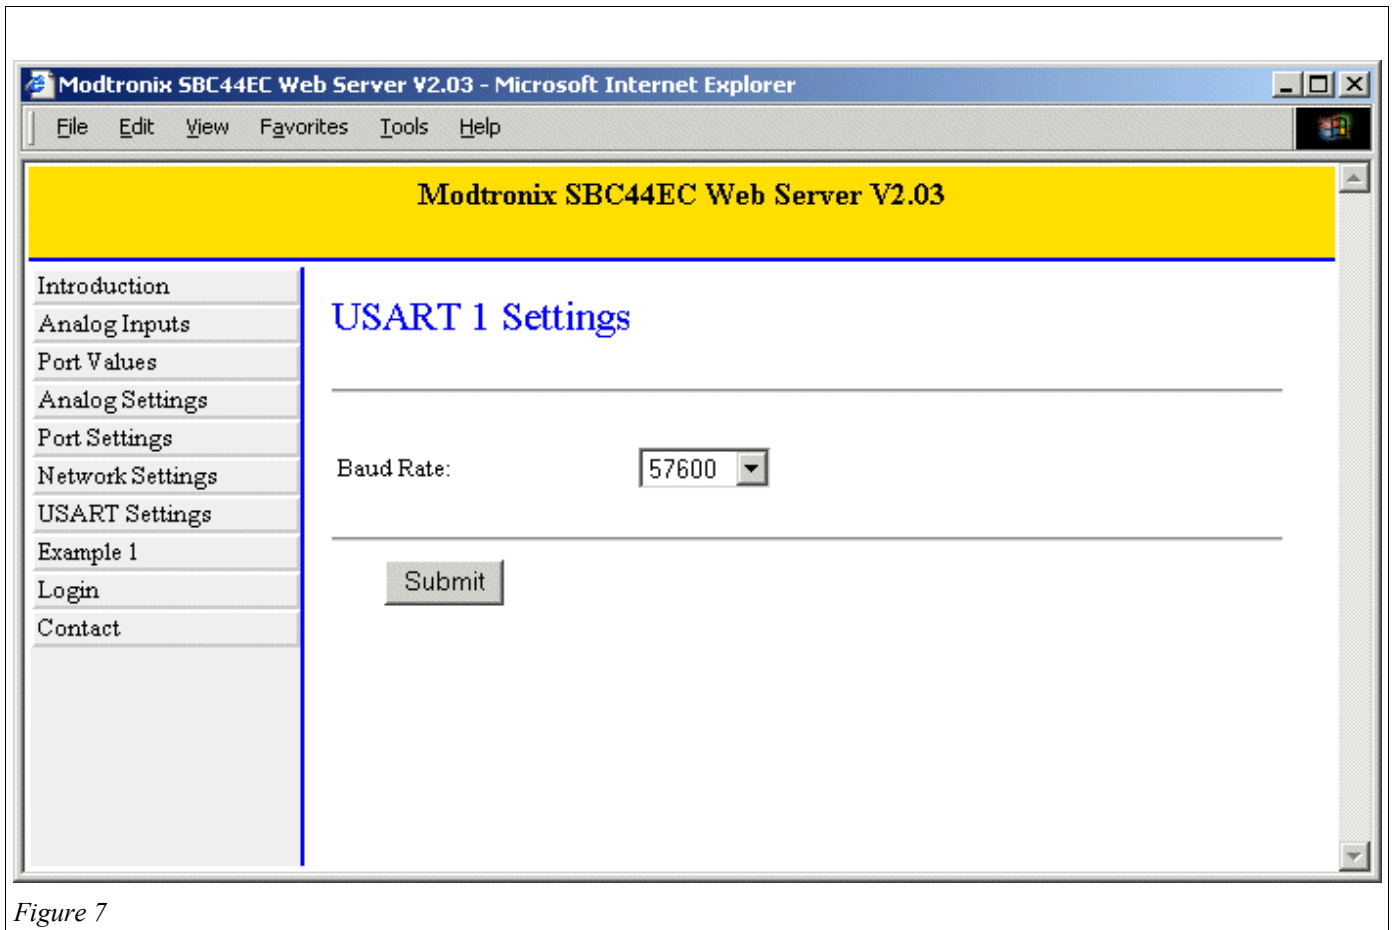 Modtronix SBC44EC Web Server V2.03 - Microsoft Internet Explorer
File Edit View Favorites Tools Help
Modtronix SBC44EC Web Server V2.03
Introduction
Analog Inputs
Port Values
Analog Settings
Port Settings
Network Settings
USART Settings
Example 1
Login
Contact
USART 1 Settings
Baud Rate: 57600
Submit
Figure 7